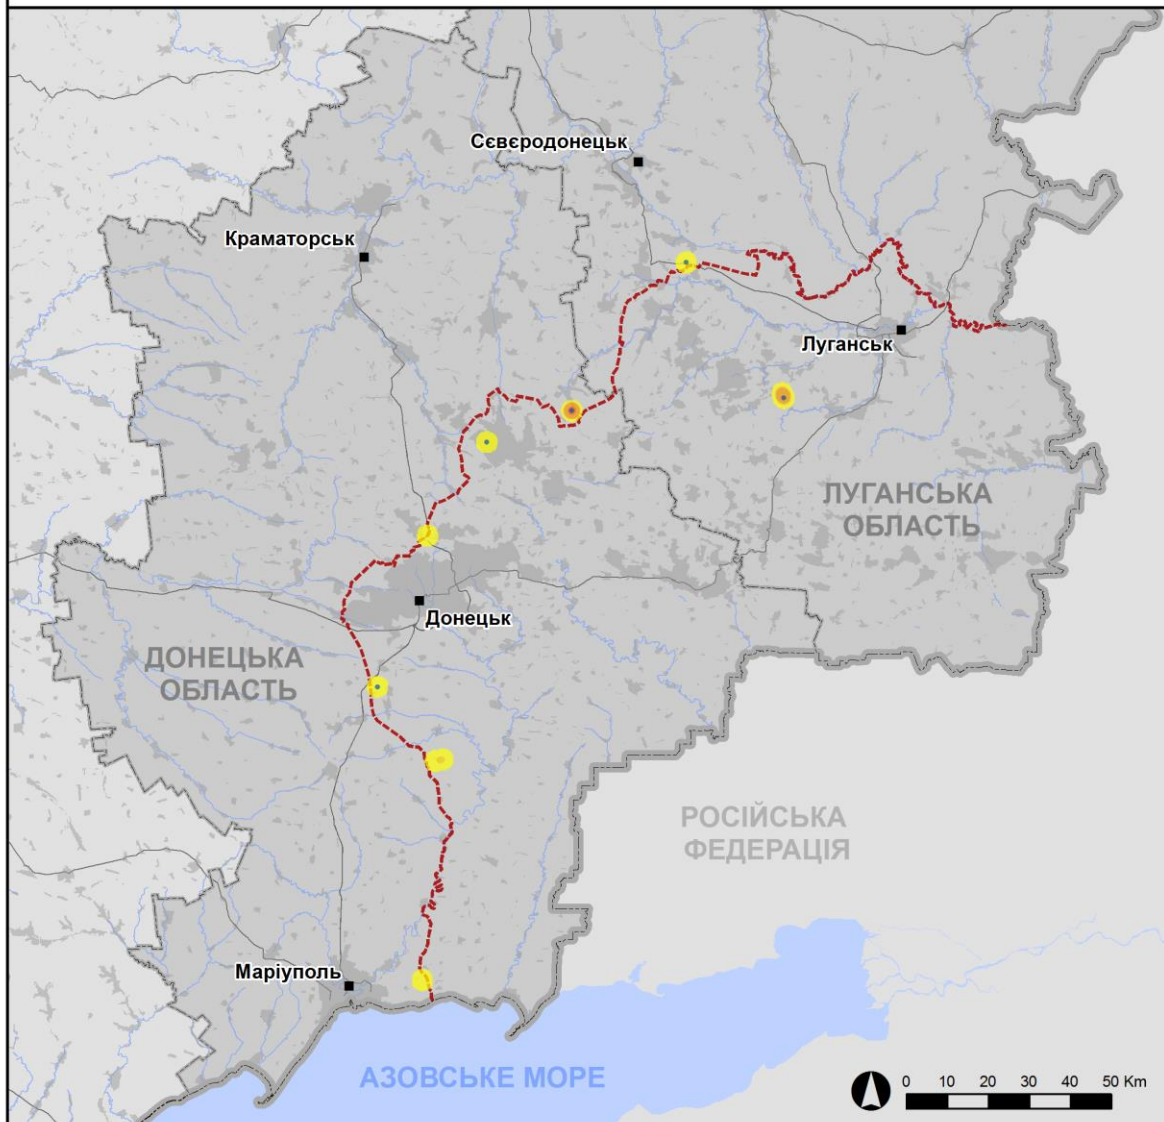 Сєвєродонецьк
Краматорськ
Луганськ
ЛУГАНСЬКА
ОБЛАСТЬ
Донецьк
ДОНЕЦЬКА
ОБЛАСТЬ
РОСІЙСЬКА
ФЕДЕРАЦІЯ
Маріуполь
АЗОВСЬКЕ МОРЕ
0 10 20 30 40 50 Km